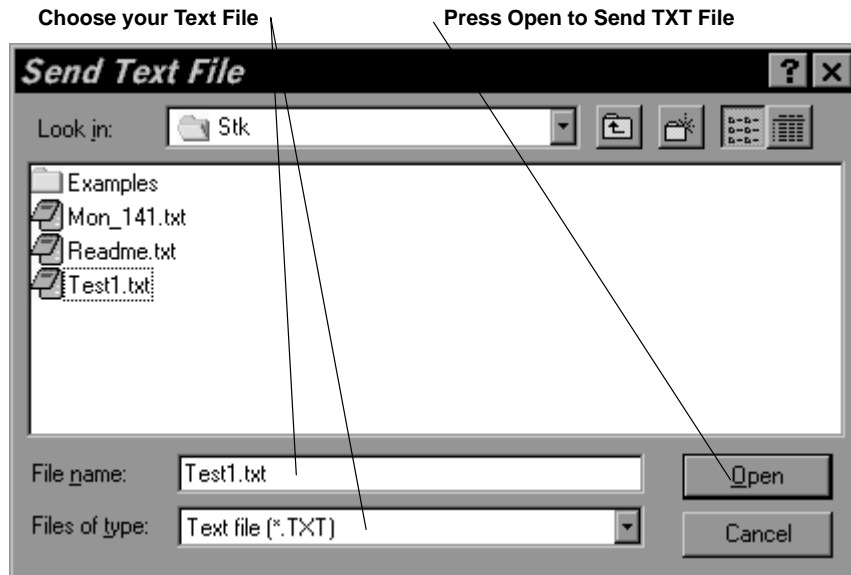 Choose your Text File Press Open to Send TXT File
Send Text File
Look in: Stk
Examples
Mon_141.txt
Readme.txt
Test1.txt
File name: Test1.txt Open
Files of type: Text file (*.TXT) Cancel